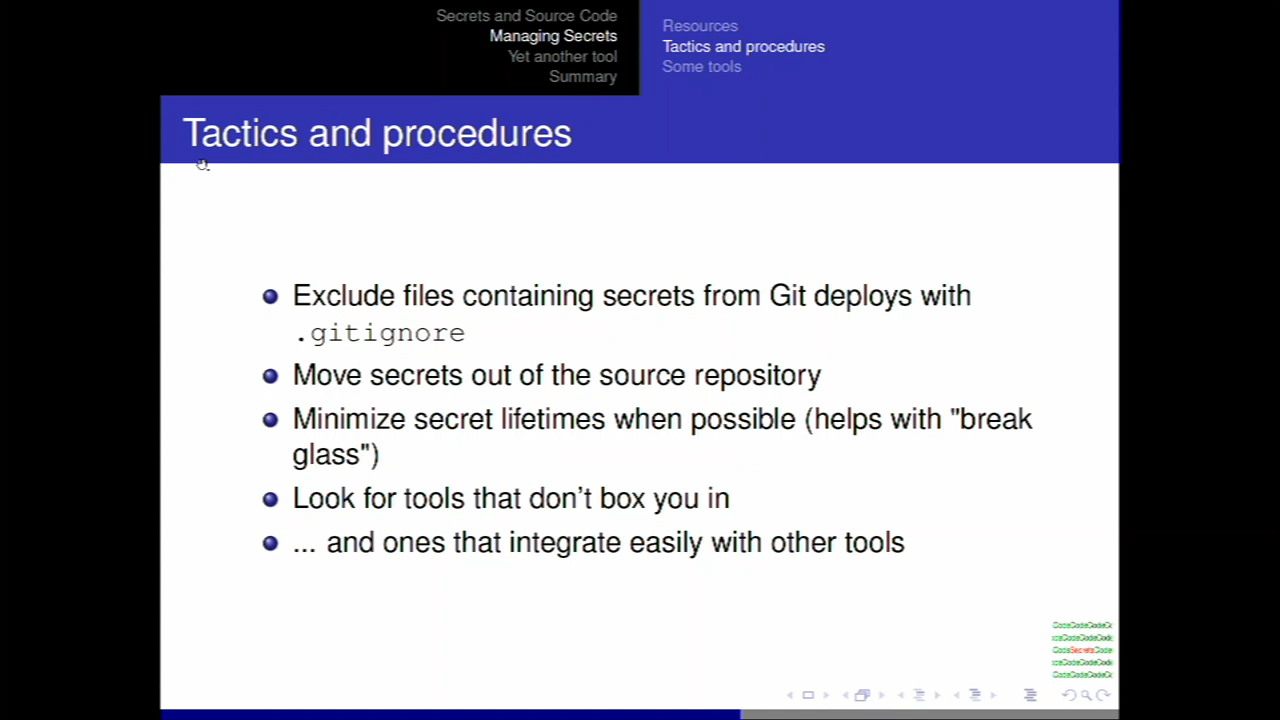 Secrets and Source Code
Managing Secrets
Yet another tool
Summary
Resources
Tactics and procedures
Some tools
Tactics and procedures
Exclude files containing secrets from Git deploys with
.gitignore
Move secrets out of the source repository
Minimize secret lifetimes when possible (helps with "break
glass")
Look for tools that don't box you in
... and ones that integrate easily with other tools